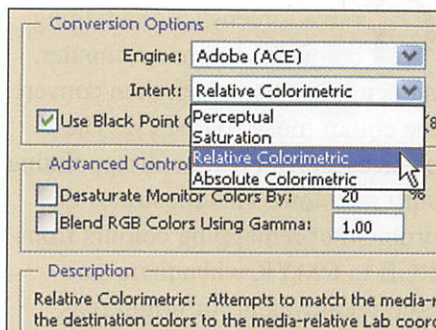 Conversion Options
Engine: Adobe (ACE)
Intent: Relative Colorimetric
Use Black Point
Perceptual
Saturation
Relative Colorimetric
Absolute Colorimetric
Advanced Contro
Desaturate Monitor Colors By: 20 %
Blend RGB Colors Using Gamma: 1.00
Description
Relative Colorimetric: Attempts to match the media-r
the destination colors to the media-relative Lab coord